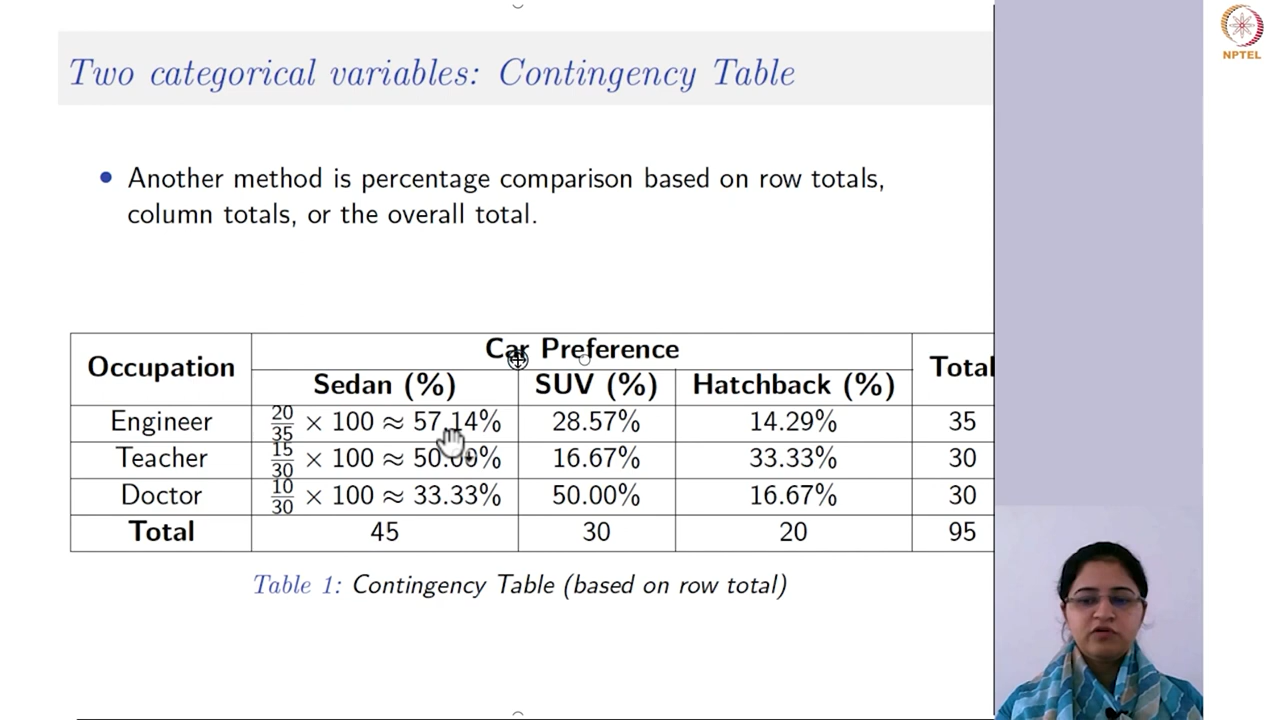 Two categorical variables: Contingency Table
NPTEL
• Another method is percentage comparison based on row totals,
column totals, or the overall total.
Occupation Car Preference Total
Sedan (%) SUV (%) Hatchback (%)
Engineer 20/35 × 100 ≈ 57.14% 28.57% 14.29% 35
Teacher 15/30 × 100 ≈ 50.00% 16.67% 33.33% 30
Doctor 10/30 × 100 ≈ 33.33% 50.00% 16.67% 30
Total 45 30 20 95
Table 1: Contingency Table (based on row total)